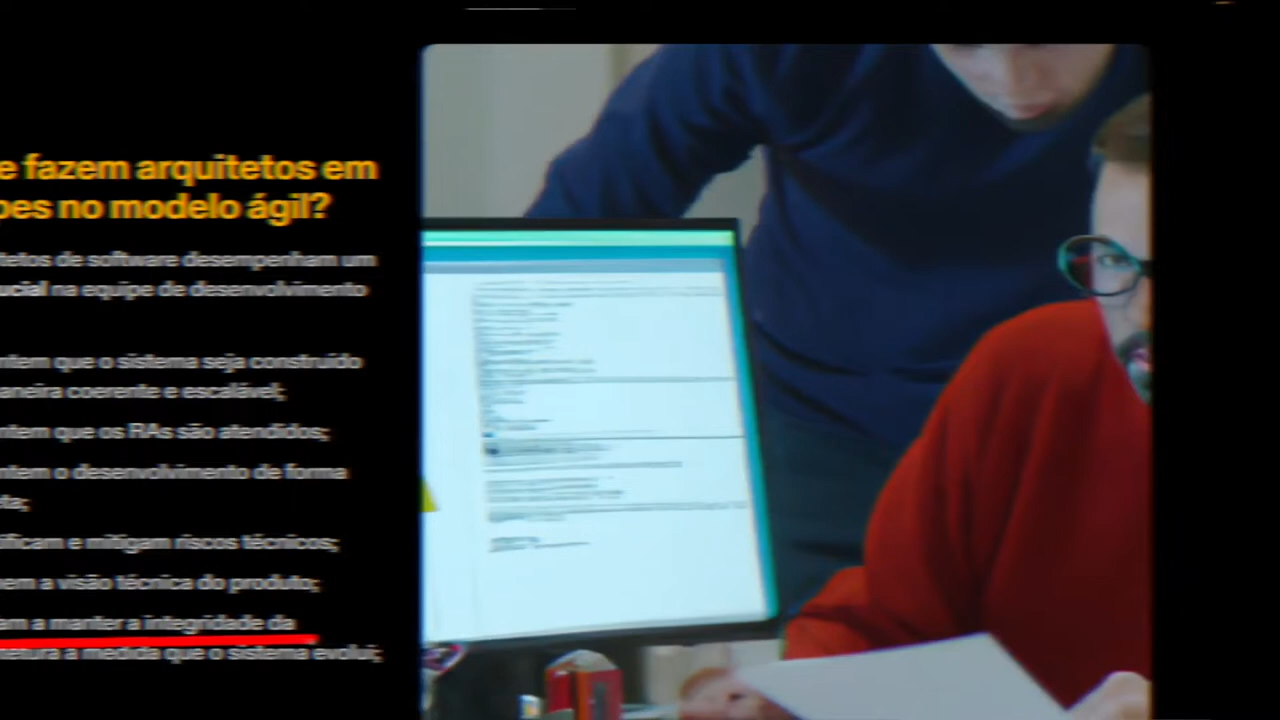 e fazem arquitetos em
pes no modelo ágil?
tetos de software desempenham um
ucial na equipe de desenvolvimento
ntem que o sistema seja construído
aneira coerente e escalável;
ntem que os RAs são atendidos;
ntem o desenvolvimento de forma
ta;
ificam e mitigam riscos técnicos;
em a visão técnica do produto;
am a manter a integridade da
etura a medida que o sistema evolui;